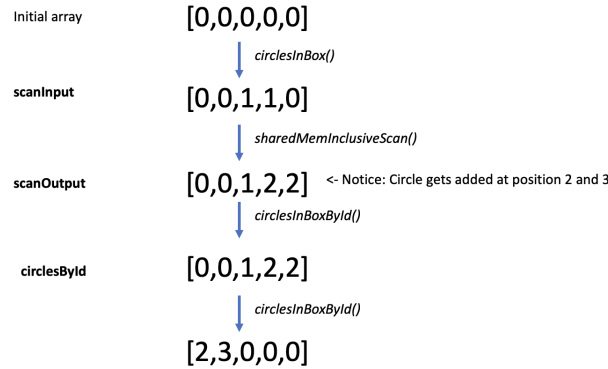 Initial array [0,0,0,0,0]
circlesInBox()
scanInput [0,0,1,1,0]
sharedMemInclusiveScan()
scanOutput [0,0,1,2,2] <- Notice: Circle gets added at position 2 and 3
circlesInBoxById()
circlesById [0,0,1,2,2]
circlesInBoxById()
[2,3,0,0,0]